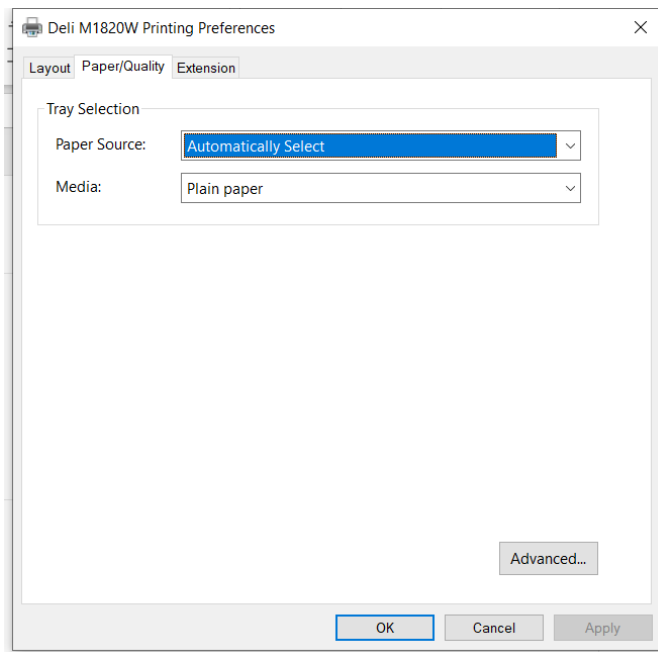 Deli M1820W Printing Preferences
Layout Paper/Quality Extension
Tray Selection
Paper Source: Automatically Select
Media: Plain paper
Advanced...
OK Cancel Apply